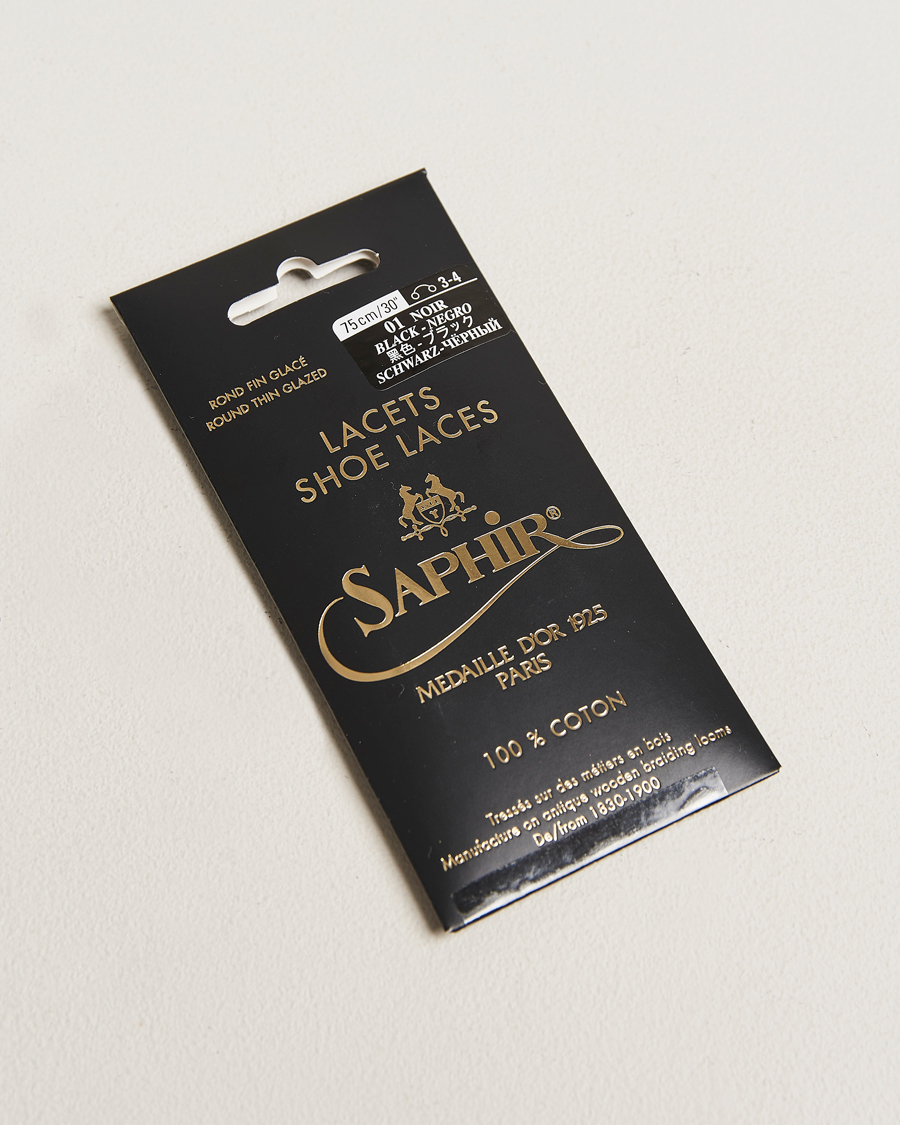 75cm/30" 3-4
01 NOIR
BLACK-NEGRO
黑色-ブラック
SCHWARZ-ЧЁРНЫЙ
ROND FIN GLACÉ
ROUND THIN GLAZED
LACETS
SHOE LACES
SAPHIR®
MEDAILLE D'OR 1925
PARIS
100 % COTON
Tressés sur des métiers en bois
Manufacture on antique wooden braiding looms
De/from 1830-1900